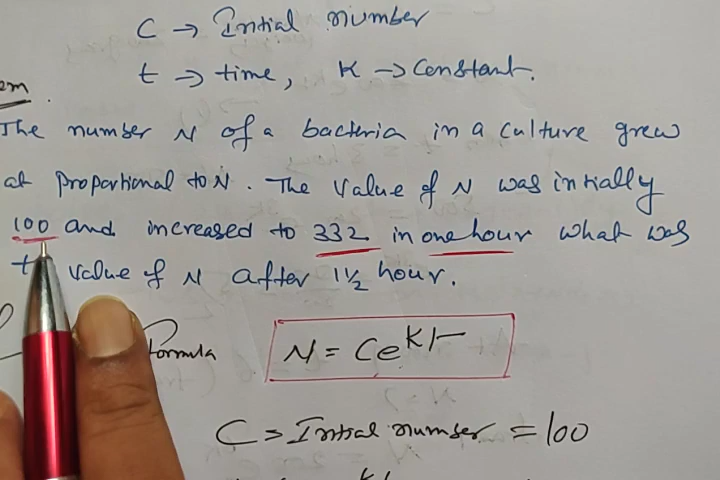 C → Initial number
t → time, K → Constant.
em
The number N of a bacteria in a culture grew
at proportional to N. The value of N was initially
100 and increased to 332 in one hour what was
value of N after 1½ hour.
Formula N = Ce^kt
C => Initial number = 100